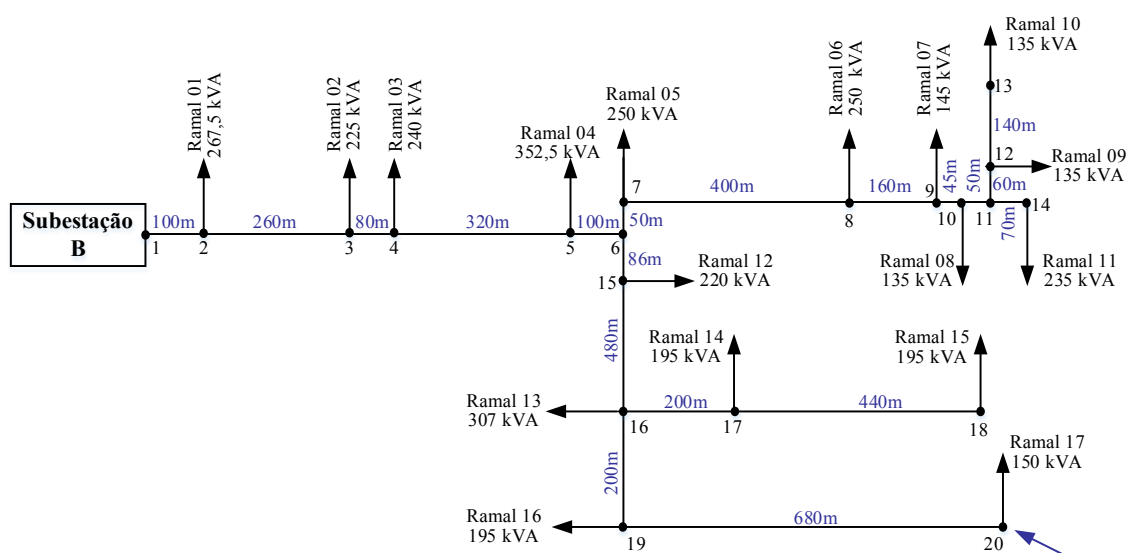 Ramal 10
135 kVA
Ramal 01
267,5 kVA
Ramal 02
225 kVA
Ramal 03
240 kVA
Ramal 04
352,5 kVA
Ramal 05
250 kVA
Ramal 06
250 kVA
Ramal 07
145 kVA
13
140m
12
Ramal 09
135 kVA
7
400m
8
160m
9
45m
10
50m
11
60m
14
70m
Subestação
B
1
100m
2
260m
3
80m
4
320m
5
100m
6
50m
86m
15
Ramal 12
220 kVA
Ramal 08
135 kVA
Ramal 11
235 kVA
480m
Ramal 14
195 kVA
Ramal 15
195 kVA
Ramal 13
307 kVA
16
200m
17
440m
18
200m
Ramal 17
150 kVA
Ramal 16
195 kVA
19
680m
20